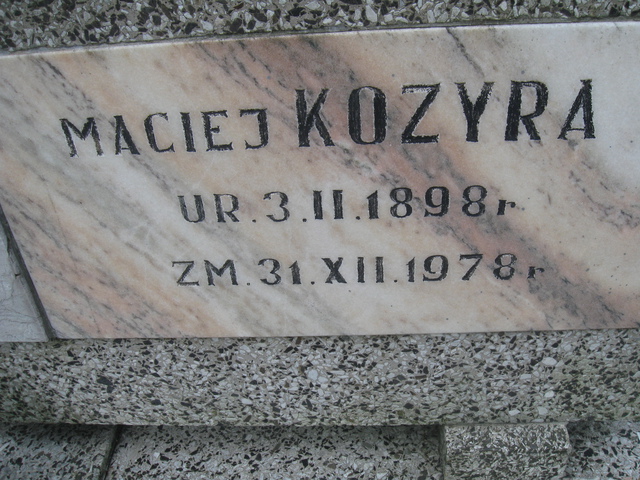 MACIEJ KOZYRA
UR. 3. II. 1898r
ZM. 31. XII. 1978r